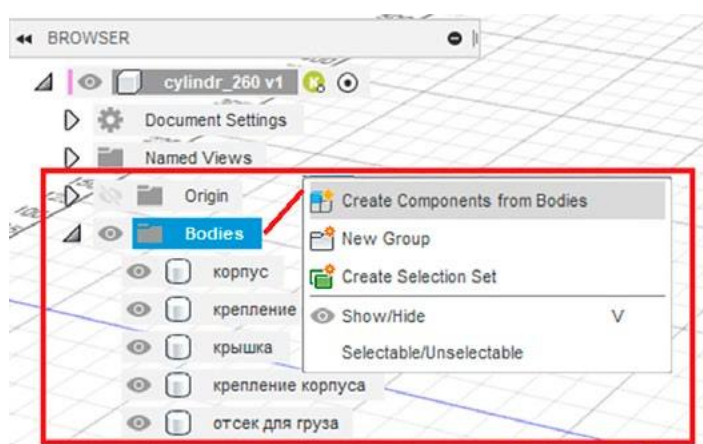 BROWSER
cylindr_260 v1
Document Settings
Named Views
Origin
Create Components from Bodies
Bodies
New Group
корпус
Create Selection Set
крепление
Show/Hide V
крышка
Selectable/Unselectable
крепление корпуса
отсек для груза